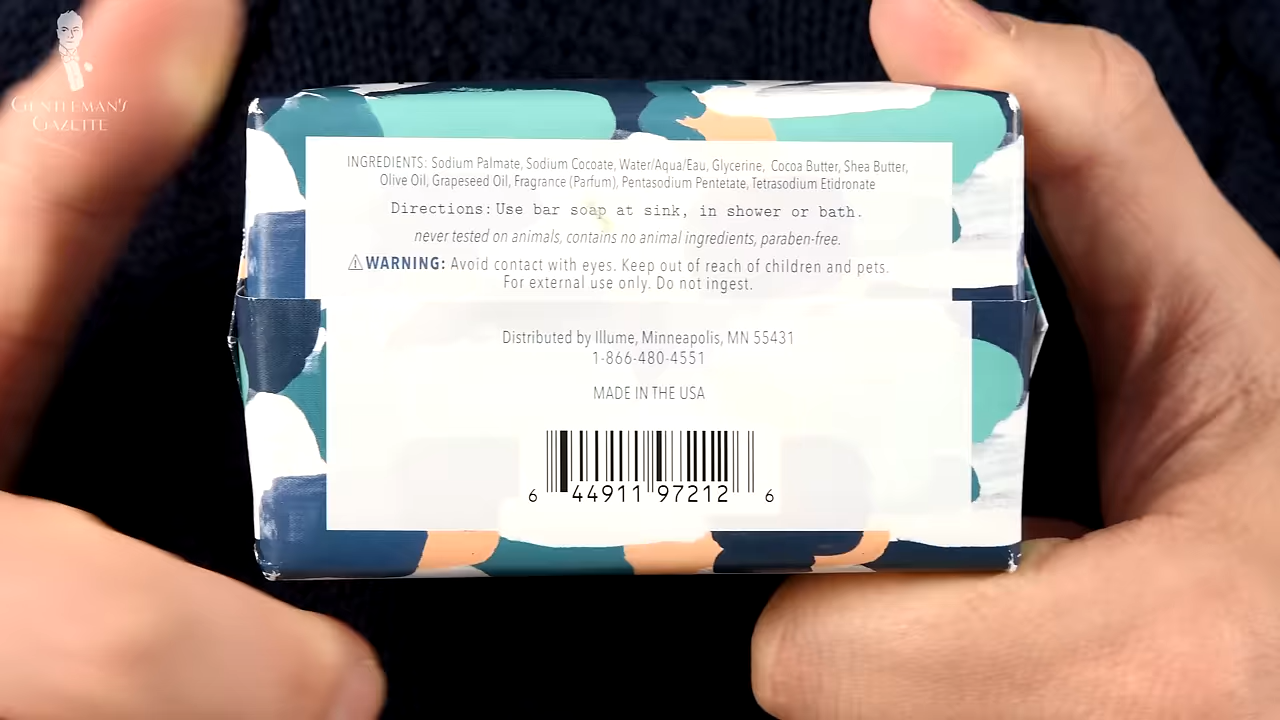 GENTLEMAN'S
GAZETTE
INGREDIENTS: Sodium Palmate, Sodium Cocoate, Water/Aqua/Eau, Glycerine, Cocoa Butter, Shea Butter,
Olive Oil, Grapeseed Oil, Fragrance (Parfum), Pentasodium Pentetate, Tetrasodium Etidronate
Directions: Use bar soap at sink, in shower or bath.
never tested on animals, contains no animal ingredients, paraben-free.
⚠WARNING: Avoid contact with eyes. Keep out of reach of children and pets.
For external use only. Do not ingest.
Distributed by Illume, Minneapolis, MN 55431
1-866-480-4551
MADE IN THE USA
6 44911 97212 6